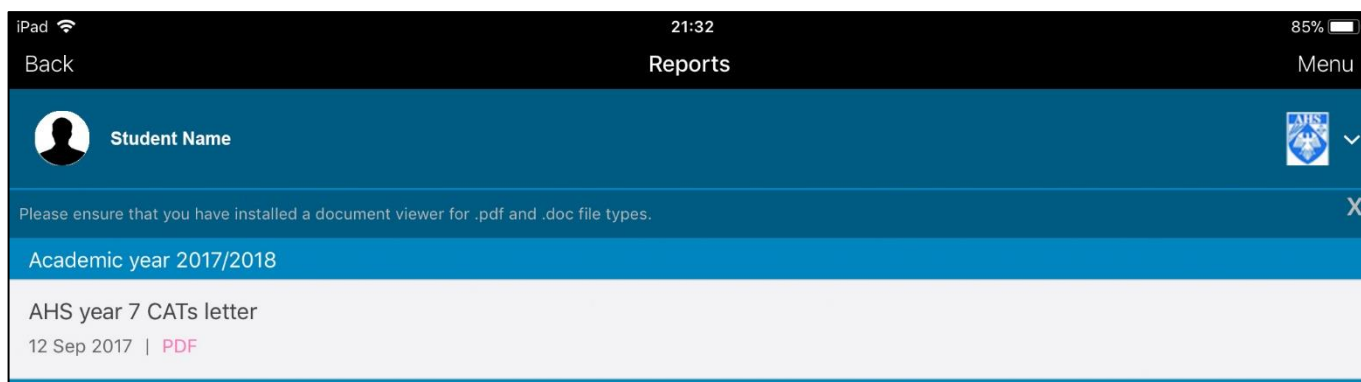 iPad 21:32 85%
Back Reports Menu
Student Name
AHS
Please ensure that you have installed a document viewer for .pdf and .doc file types. X
Academic year 2017/2018
AHS year 7 CATs letter
12 Sep 2017 | PDF